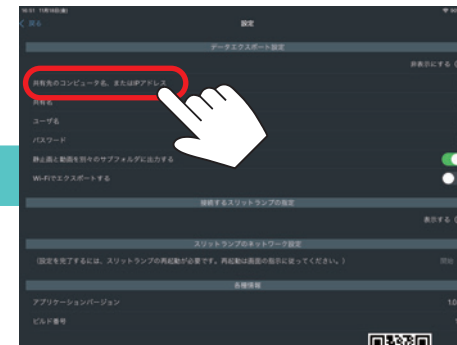 戻る
設定
データエクスポート設定
非表示にする
共有先のコンピュータ名、またはIPアドレス
共有名
ユーザ名
パスワード
静止画と動画を別々のサブフォルダに出力する
Wi-Fiでエクスポートする
接続するスリットランプの指定
表示する
スリットランプのネットワーク設定
（設定を完了するには、スリットランプの再起動が必要です。再起動は画面の指示に従ってください。） 開始
各種情報
アプリケーションバージョン 1.0
ビルド番号